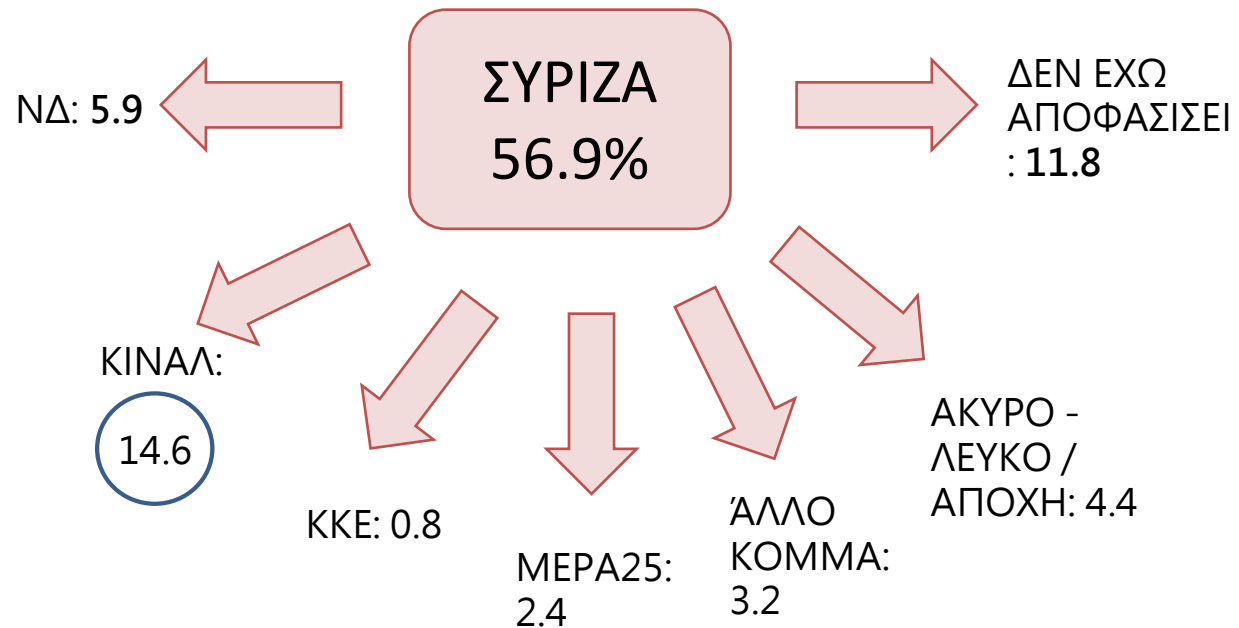 ΣΥΡΙΖΑ
56.9%
ΝΔ: 5.9
ΔΕΝ ΕΧΩ
ΑΠΟΦΑΣΙΣΕΙ
: 11.8
ΚΙΝΑΛ:
14.6
ΚΚΕ: 0.8
ΜΕΡΑ25:
2.4
ΆΛΛΟ
ΚΟΜΜΑ:
3.2
ΑΚΥΡΟ -
ΛΕΥΚΟ /
ΑΠΟΧΗ: 4.4